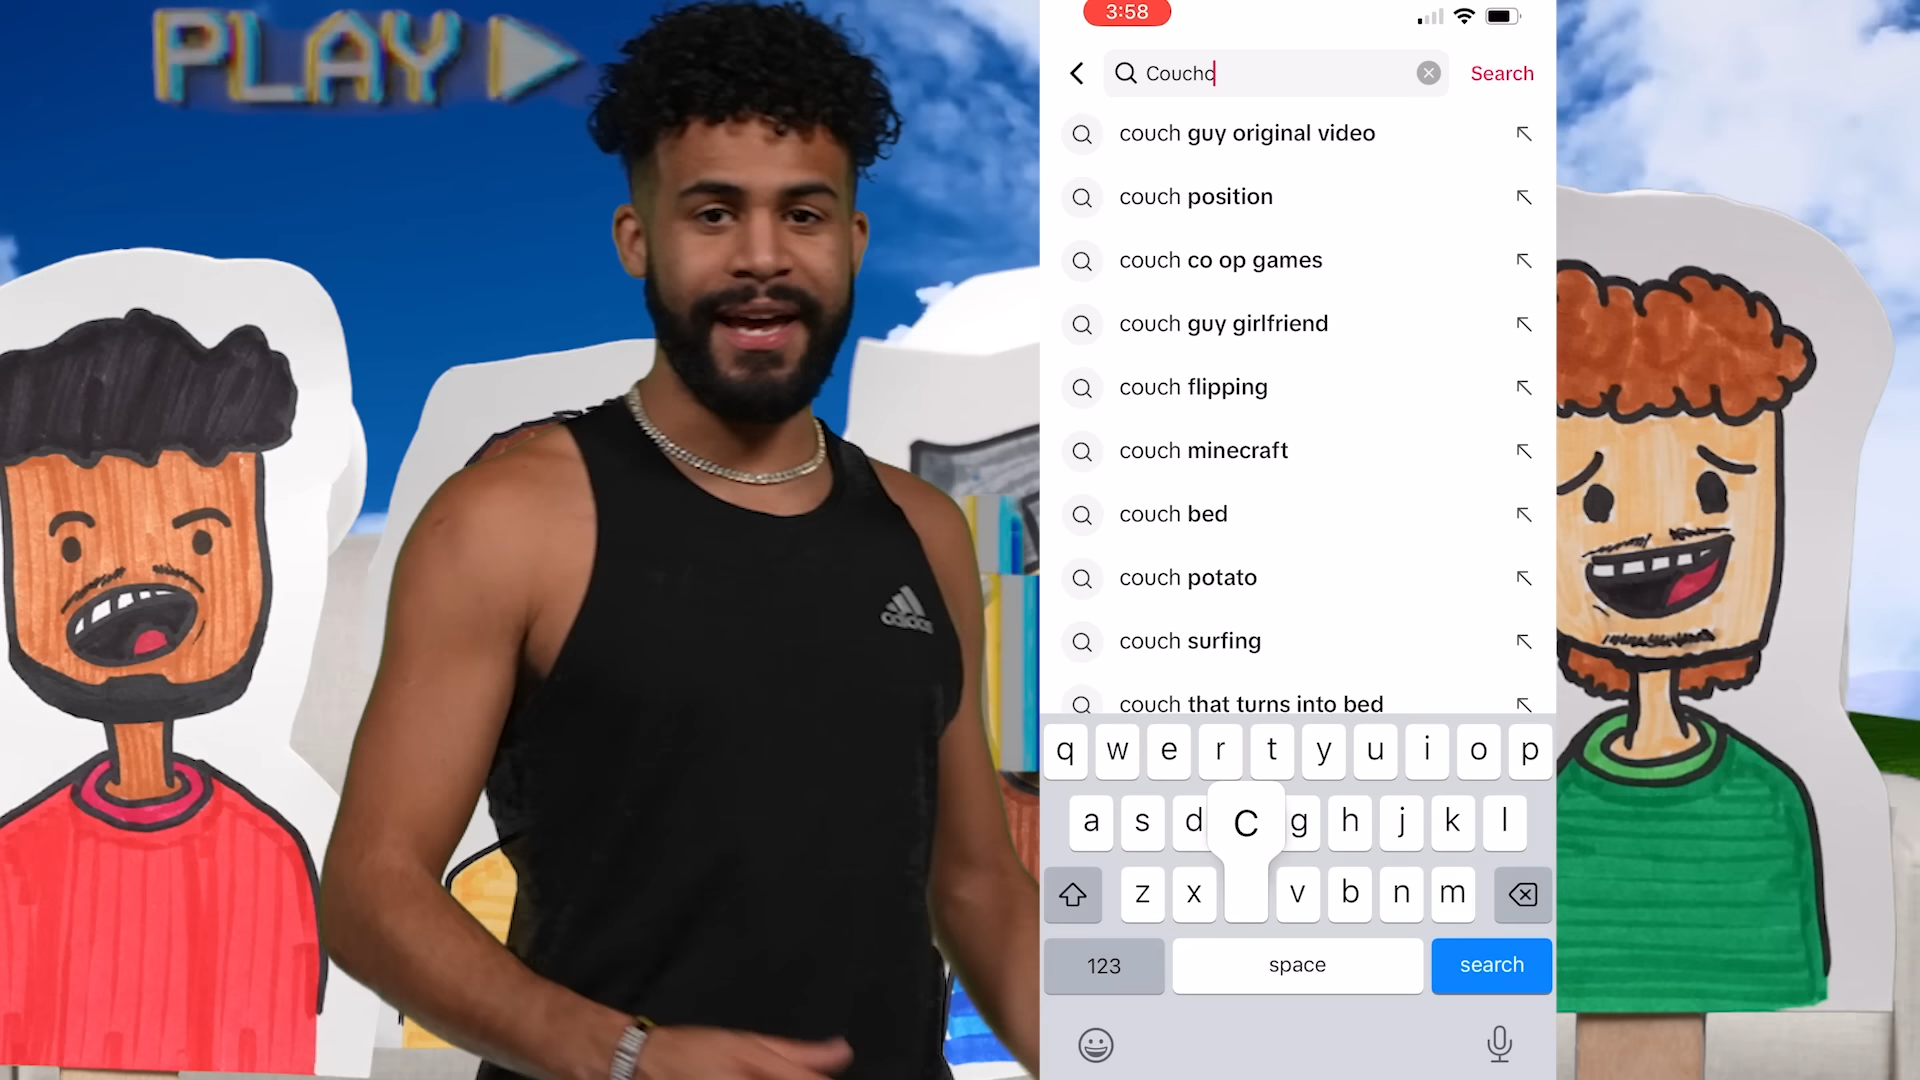 PLAY
3:58
Couchc
Search
couch guy original video
couch position
couch co op games
couch guy girlfriend
couch flipping
couch minecraft
couch bed
couch potato
couch surfing
couch that turns into bed
adidas
q w e r t y u i o p
a s d C g h j k l
z x v b n m
123
space
search